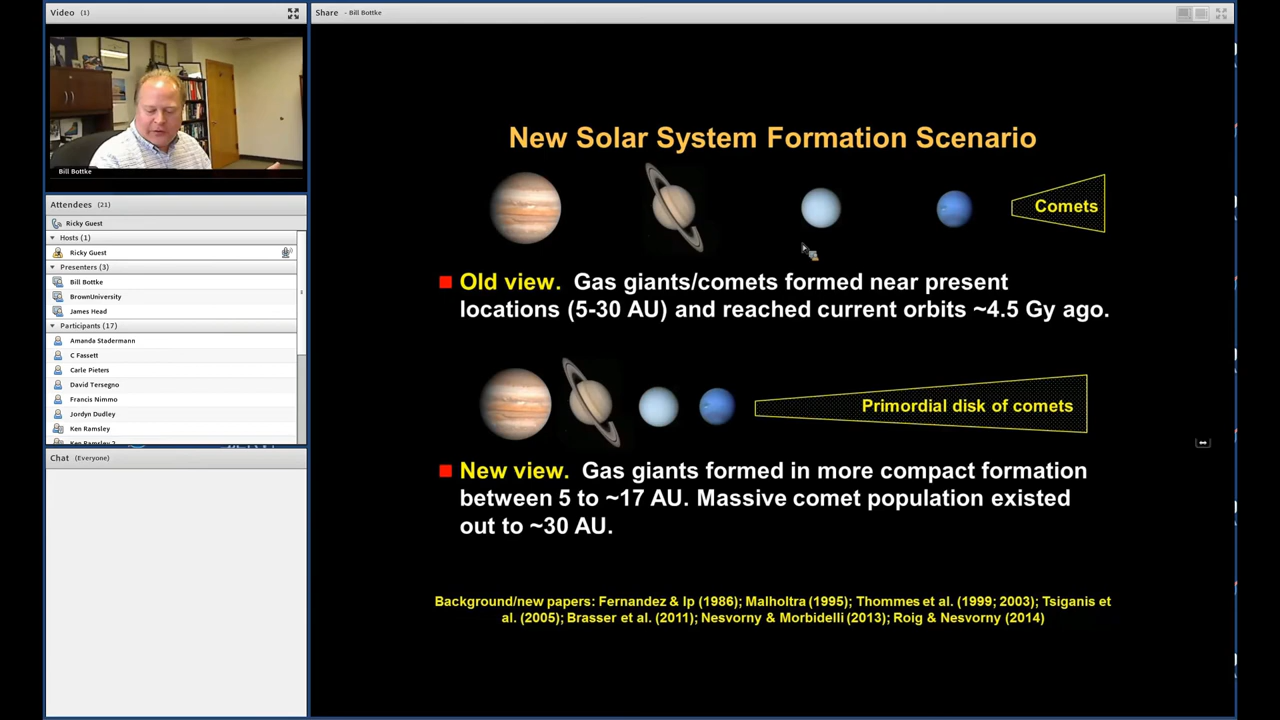 Video (1)
Bill Bottke
Attendees (21)
Ricky Guest
Hosts (1)
Ricky Guest
Presenters (3)
Bill Bottke
BrownUniversity
James Head
Participants (17)
Amanda Stadermann
C Fassett
Carle Pieters
David Tersegno
Francis Nimmo
Jordyn Dudley
Ken Ramsley
Ken Ramsley 2
Chat (Everyone)
Share - Bill Bottke
New Solar System Formation Scenario
Comets
Old view. Gas giants/comets formed near present
locations (5-30 AU) and reached current orbits ~4.5 Gy ago.
Primordial disk of comets
New view. Gas giants formed in more compact formation
between 5 to ~17 AU. Massive comet population existed
out to ~30 AU.
Background/new papers: Fernandez & Ip (1986); Malholtra (1995); Thommes et al. (1999; 2003); Tsiganis et
al. (2005); Brasser et al. (2011); Nesvorny & Morbidelli (2013); Roig & Nesvorny (2014)